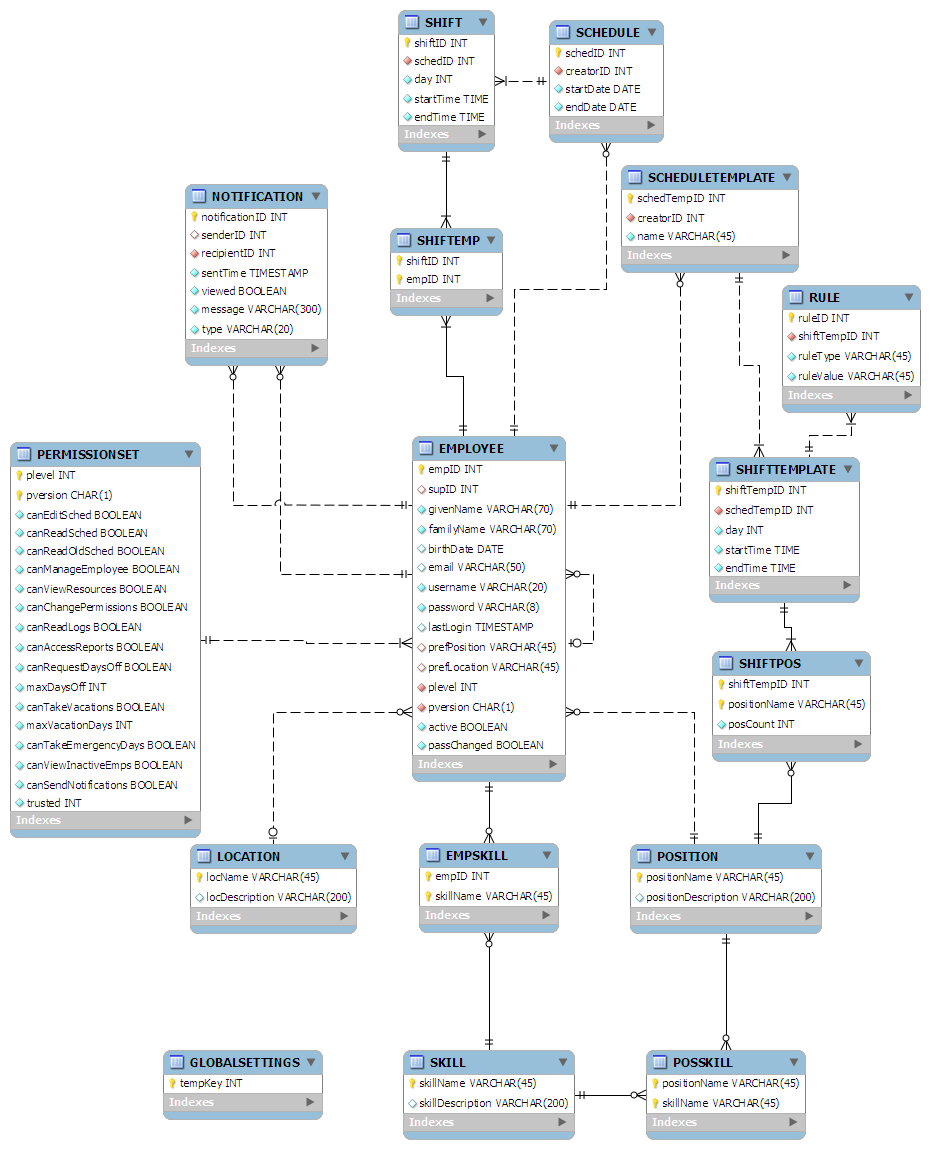 SHIFT
shiftID INT
schedID INT
day INT
startTime TIME
endTime TIME
Indexes
SCHEDULE
schedID INT
creatorID INT
startDate DATE
endDate DATE
Indexes
SCHEDULETEMPLATE
schedTempID INT
creatorID INT
name VARCHAR(45)
Indexes
NOTIFICATION
notificationID INT
senderID INT
recipientID INT
sentTime TIMESTAMP
viewed BOOLEAN
message VARCHAR(300)
type VARCHAR(20)
Indexes
SHIFTEMP
shiftID INT
empID INT
Indexes
RULE
ruleID INT
shiftTempID INT
ruleType VARCHAR(45)
ruleValue VARCHAR(45)
Indexes
PERMISSIONSET
plevel INT
pversion CHAR(1)
canEditSched BOOLEAN
canReadSched BOOLEAN
canReadOldSched BOOLEAN
canManageEmployee BOOLEAN
canViewResources BOOLEAN
canChangePermissions BOOLEAN
canReadLogs BOOLEAN
canAccessReports BOOLEAN
canRequestDaysOff BOOLEAN
maxDaysOff INT
canTakeVacations BOOLEAN
maxVacationDays INT
canTakeEmergencyDays BOOLEAN
canViewInactiveEmps BOOLEAN
canSendNotifications BOOLEAN
trusted INT
Indexes
EMPLOYEE
empID INT
supID INT
givenName VARCHAR(70)
familyName VARCHAR(70)
birthDate DATE
email VARCHAR(50)
username VARCHAR(20)
password VARCHAR(8)
lastLogin TIMESTAMP
prefPosition VARCHAR(45)
prefLocation VARCHAR(45)
plevel INT
pversion CHAR(1)
active BOOLEAN
passChanged BOOLEAN
Indexes
SHIFTTEMPLATE
shiftTempID INT
schedTempID INT
day INT
startTime TIME
endTime TIME
Indexes
SHIFTPOS
shiftTempID INT
positionName VARCHAR(45)
posCount INT
Indexes
LOCATION
locName VARCHAR(45)
locDescription VARCHAR(200)
Indexes
EMPSKILL
empID INT
skillName VARCHAR(45)
Indexes
POSITION
positionName VARCHAR(45)
positionDescription VARCHAR(200)
Indexes
GLOBALSETTINGS
tempKey INT
Indexes
SKILL
skillName VARCHAR(45)
skillDescription VARCHAR(200)
Indexes
POSSKILL
positionName VARCHAR(45)
skillName VARCHAR(45)
Indexes